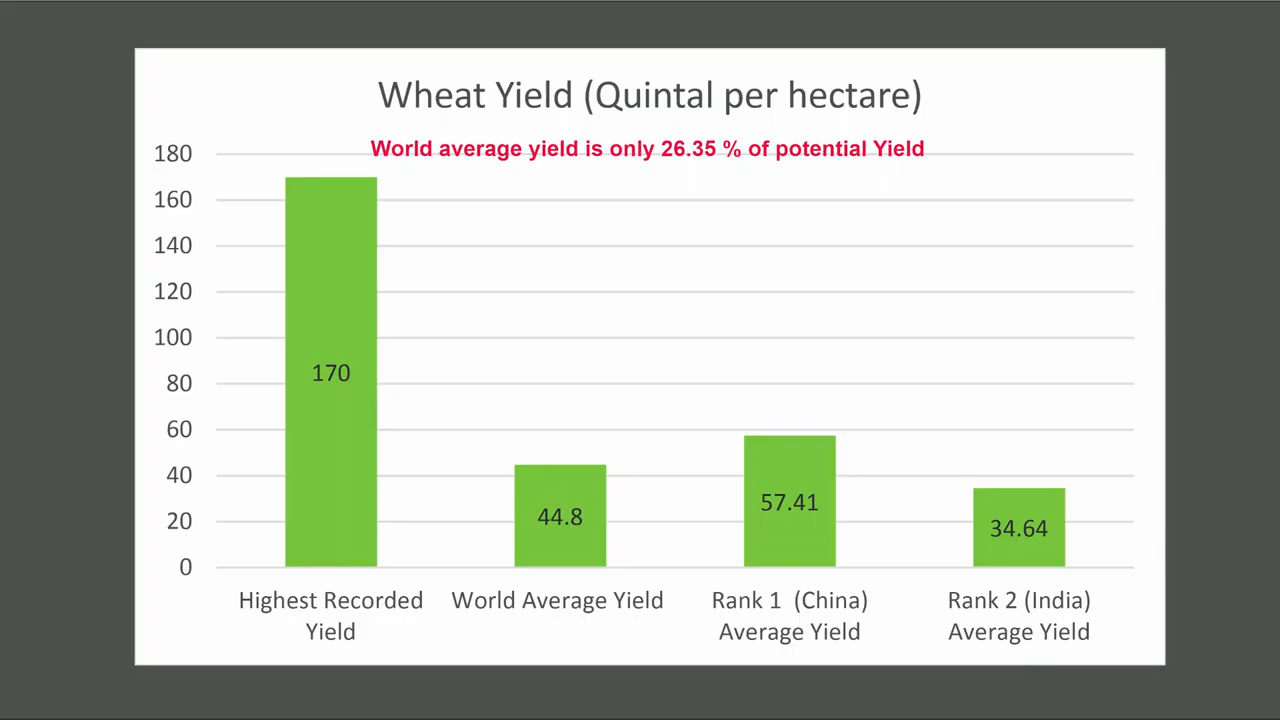 Wheat Yield (Quintal per hectare)
World average yield is only 26.35 % of potential Yield
180
160
140
120
100
80
60
40
20
0
170
44.8
57.41
34.64
Highest Recorded
Yield
World Average Yield
Rank 1 (China)
Average Yield
Rank 2 (India)
Average Yield